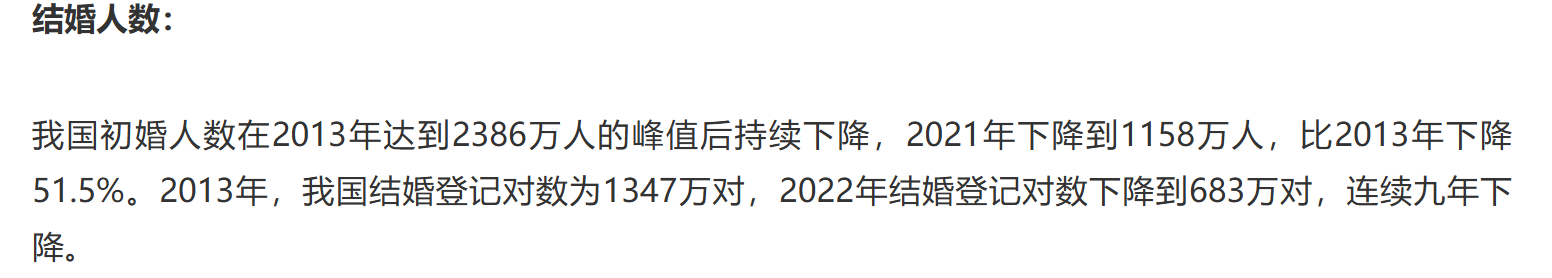 结婚人数：
我国初婚人数在2013年达到2386万人的峰值后持续下降，2021年下降到1158万人，比2013年下降
51.5%。2013年，我国结婚登记对数为1347万对，2022年结婚登记对数下降到683万对，连续九年下
降。